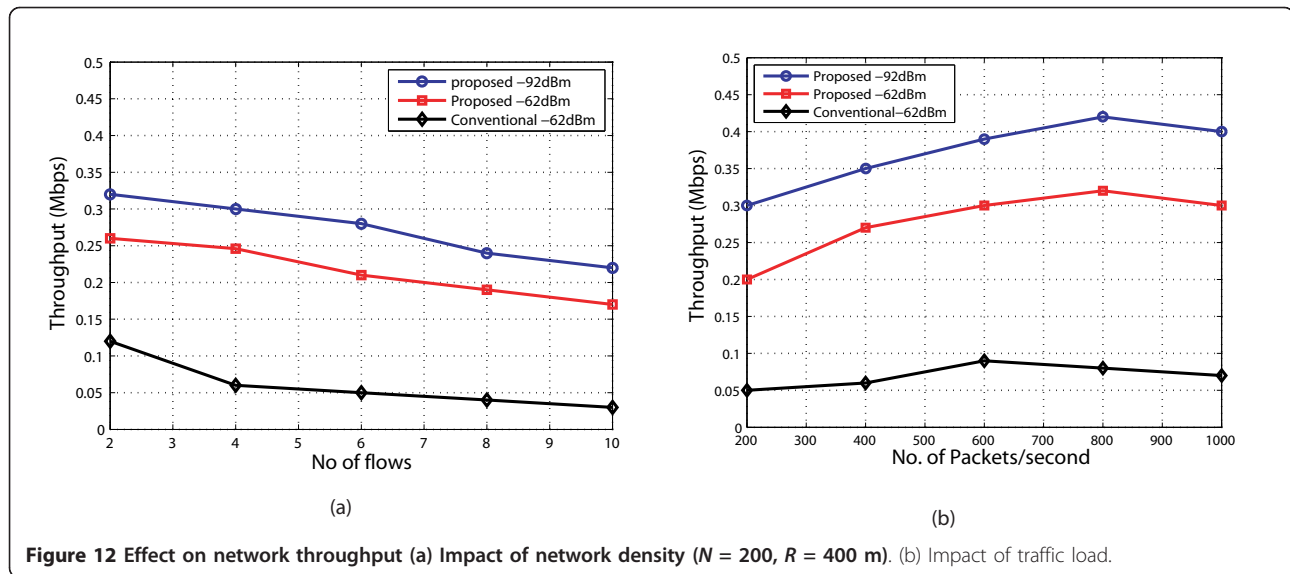 0.5
0.45
0.4
0.35
0.3
0.25
0.2
0.15
0.1
0.05
0
Throughput (Mbps)
proposed −92dBm
Proposed −62dBm
Conventional −62dBm
2 3 4 5 6 7 8 9 10
No of flows
(a)
0.5
0.45
0.4
0.35
0.3
0.25
0.2
0.15
0.1
0.05
0
Throughput (Mbps)
Proposed −92dBm
Proposed −62dBm
Conventional−62dBm
200 300 400 500 600 700 800 900 1000
No. of Packets/second
(b)
Figure 12 Effect on network throughput (a) Impact of network density (N = 200, R = 400 m). (b) Impact of traffic load.